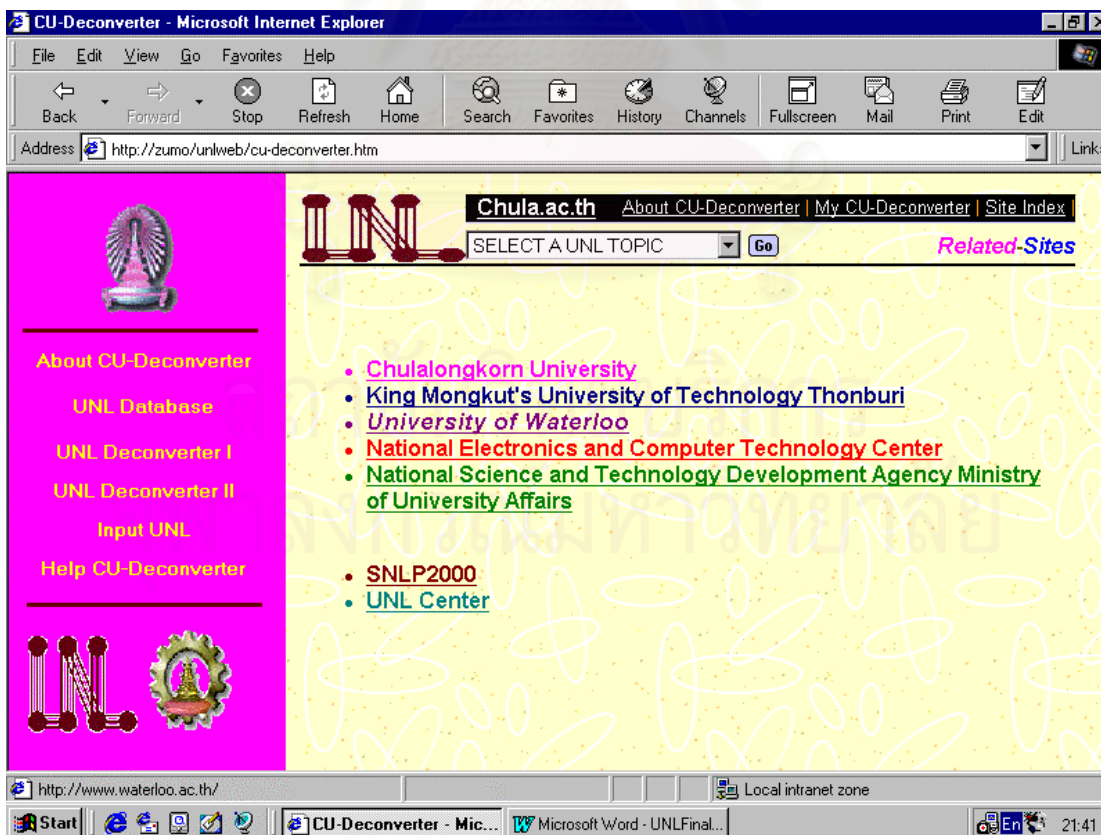 CU-Deconverter - Microsoft Internet Explorer
File Edit View Go Favorites Help
Back Forward Stop Refresh Home Search Favorites History Channels Fullscreen Mail Print Edit
Address http://zumo/unlweb/cu-deconverter.htm Links
UNL
Chula.ac.th About CU-Deconverter | My CU-Deconverter | Site Index |
SELECT A UNL TOPIC Go Related-Sites
About CU-Deconverter
UNL Database
UNL Deconverter I
UNL Deconverter II
Input UNL
Help CU-Deconverter
UNL
• Chulalongkorn University
• King Mongkut's University of Technology Thonburi
• University of Waterloo
• National Electronics and Computer Technology Center
• National Science and Technology Development Agency Ministry
of University Affairs
• SNLP2000
• UNL Center
http://www.waterloo.ac.th/ Local intranet zone
Start CU-Deconverter - Mic... Microsoft Word - UNLFinal... En 21:41